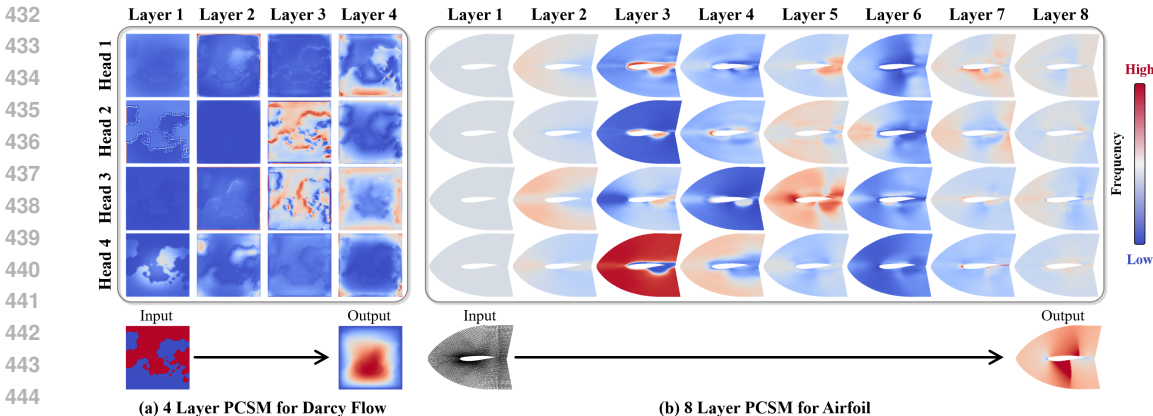 432
433
434
435
436
437
438
439
440
441
442
443
444
Layer 1 Layer 2 Layer 3 Layer 4
Head 1
Head 2
Head 3
Head 4
Input
Output
(a) 4 Layer PCSM for Darcy Flow
Layer 1 Layer 2 Layer 3 Layer 4 Layer 5 Layer 6 Layer 7 Layer 8
Input
Output
(b) 8 Layer PCSM for Airfoil
High
Frequency
Low